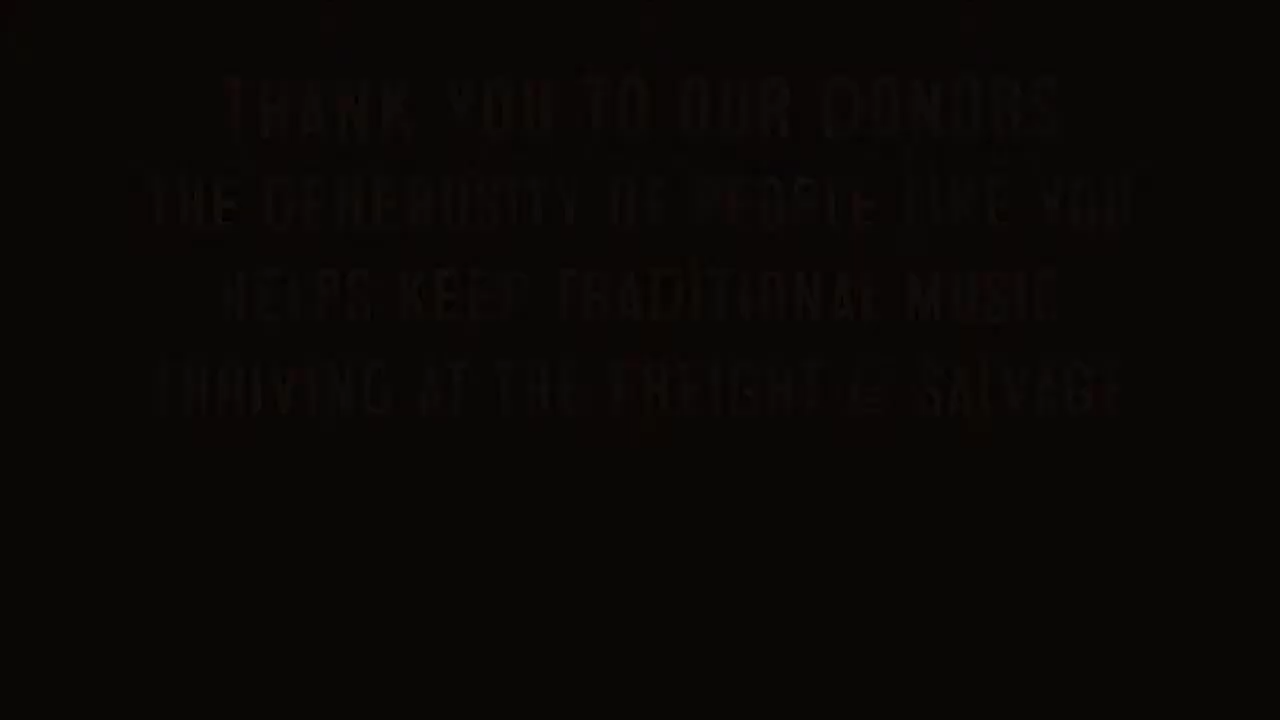 THANK YOU TO OUR DONORS
THE GENEROSITY OF PEOPLE LIKE YOU
HELPS KEEP TRADITIONAL MUSIC
THRIVING AT THE FREIGHT & SALVAGE